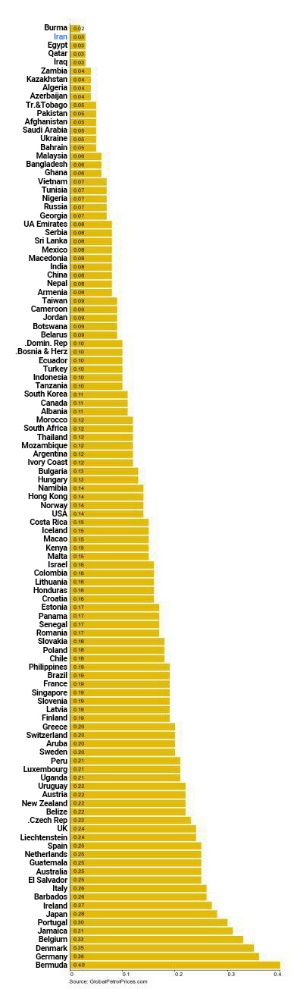 Burma 0.02
Iran 0.03
Egypt 0.03
Qatar 0.03
Iraq 0.03
Zambia 0.04
Kazakhstan 0.04
Algeria 0.04
Azerbaijan 0.04
Tr.&Tobago 0.05
Pakistan 0.05
Afghanistan 0.05
Saudi Arabia 0.05
Ukraine 0.05
Bahrain 0.05
Malaysia 0.06
Bangladesh 0.06
Ghana 0.06
Vietnam 0.07
Tunisia 0.07
Nigeria 0.07
Russia 0.07
Georgia 0.07
UA Emirates 0.08
Serbia 0.08
Sri Lanka 0.08
Mexico 0.08
Macedonia 0.08
India 0.08
China 0.08
Nepal 0.08
Armenia 0.08
Taiwan 0.09
Cameroon 0.09
Jordan 0.09
Botswana 0.09
Belarus 0.09
.Domin. Rep 0.10
.Bosnia & Herz 0.10
Ecuador 0.10
Turkey 0.10
Indonesia 0.10
Tanzania 0.10
South Korea 0.11
Canada 0.11
Albania 0.11
Morocco 0.12
South Africa 0.12
Thailand 0.12
Mozambique 0.12
Argentina 0.12
Ivory Coast 0.12
Bulgaria 0.13
Hungary 0.13
Namibia 0.14
Hong Kong 0.14
Norway 0.14
USA 0.14
Costa Rica 0.15
Iceland 0.15
Macao 0.15
Kenya 0.15
Malta 0.15
Israel 0.16
Colombia 0.16
Lithuania 0.16
Honduras 0.16
Croatia 0.16
Estonia 0.17
Panama 0.17
Senegal 0.17
Romania 0.17
Slovakia 0.18
Poland 0.18
Chile 0.18
Philippines 0.19
Brazil 0.19
France 0.19
Singapore 0.19
Slovenia 0.19
Latvia 0.19
Finland 0.19
Greece 0.20
Switzerland 0.20
Aruba 0.20
Sweden 0.20
Peru 0.21
Luxembourg 0.21
Uganda 0.21
Uruguay 0.22
Austria 0.22
New Zealand 0.22
Belize 0.22
.Czech Rep 0.23
UK 0.24
Liechtenstein 0.24
Spain 0.25
Netherlands 0.25
Guatemala 0.25
Australia 0.25
El Salvador 0.25
Italy 0.26
Barbados 0.26
Ireland 0.27
Japan 0.28
Portugal 0.30
Jamaica 0.31
Belgium 0.33
Denmark 0.35
Germany 0.36
Bermuda 0.40
0 0.1 0.2 0.3 0.4
Source: GlobalPetrolPrices.com